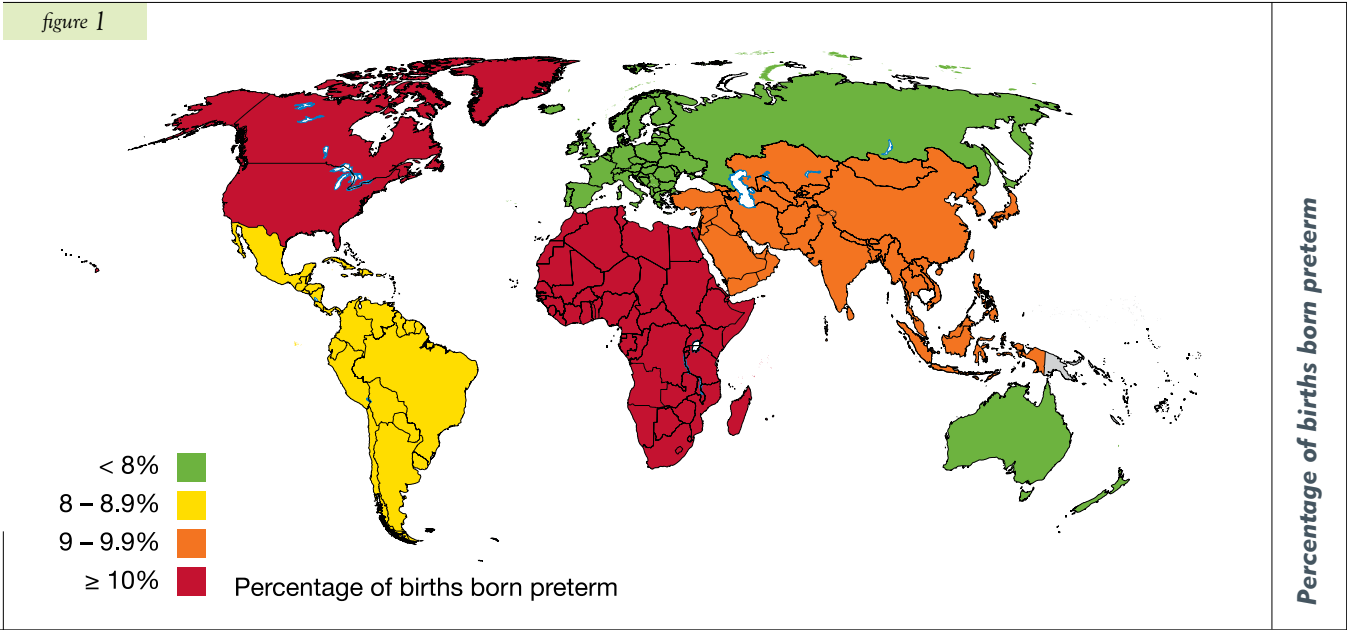 figure 1
< 8%
8 – 8.9%
9 – 9.9%
≥ 10%
Percentage of births born preterm
Percentage of births born preterm